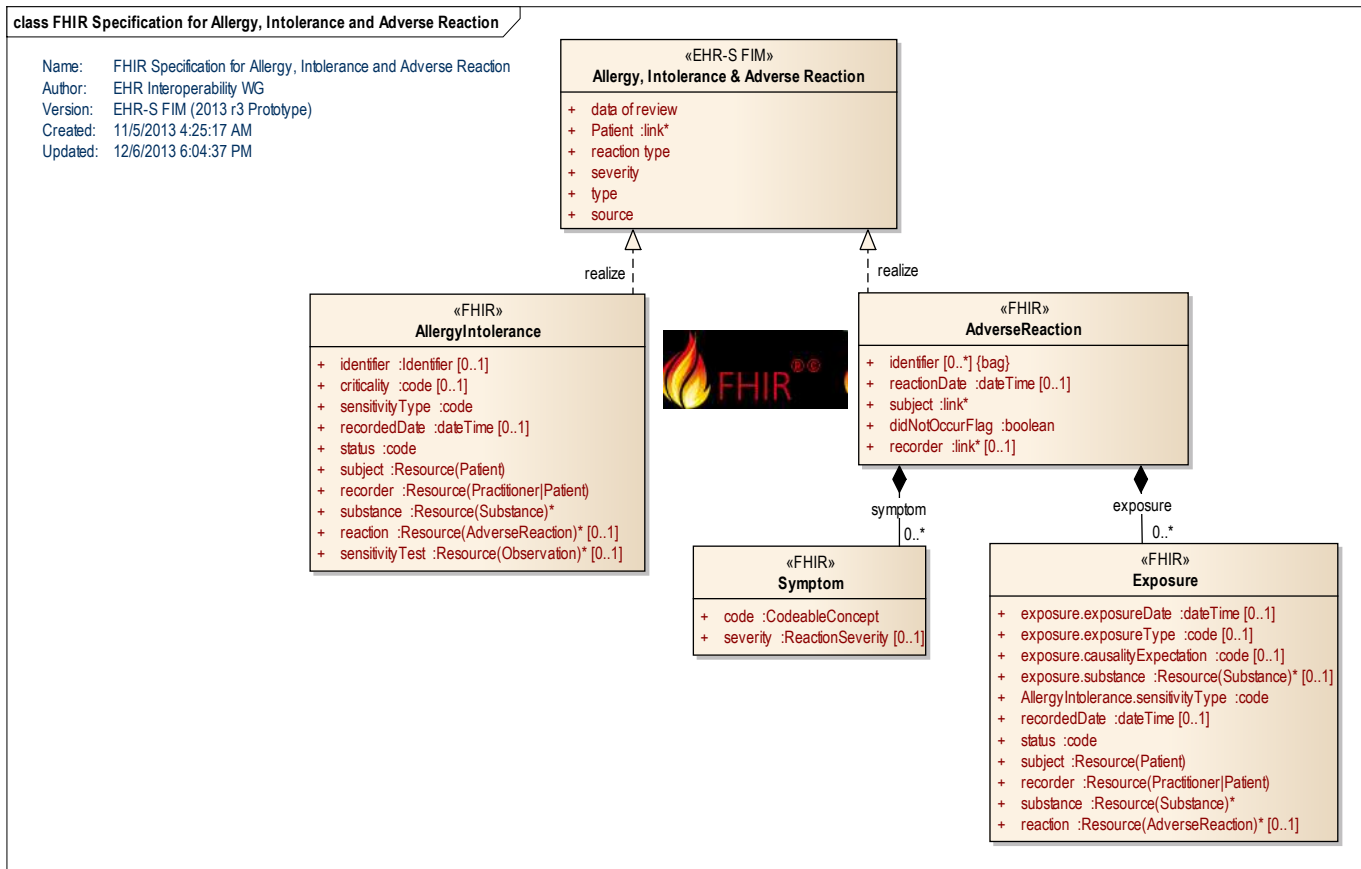 class FHIR Specification for Allergy, Intolerance and Adverse Reaction
Name: FHIR Specification for Allergy, Intolerance and Adverse Reaction
Author: EHR Interoperability WG
Version: EHR-S FIM (2013 r3 Prototype)
Created: 11/5/2013 4:25:17 AM
Updated: 12/6/2013 6:04:37 PM
«EHR-S FIM»
Allergy, Intolerance & Adverse Reaction
+ data of review
+ Patient :link*
+ reaction type
+ severity
+ type
+ source
realize
realize
«FHIR»
AllergyIntolerance
+ identifier :Identifier [0..1]
+ criticality :code [0..1]
+ sensitivityType :code
+ recordedDate :dateTime [0..1]
+ status :code
+ subject :Resource(Patient)
+ recorder :Resource(Practitioner|Patient)
+ substance :Resource(Substance)*
+ reaction :Resource(AdverseReaction)* [0..1]
+ sensitivityTest :Resource(Observation)* [0..1]
FHIR®©
«FHIR»
AdverseReaction
+ identifier [0..*] {bag}
+ reactionDate :dateTime [0..1]
+ subject :link*
+ didNotOccurFlag :boolean
+ recorder :link* [0..1]
symptom
0..*
exposure
0..*
«FHIR»
Symptom
+ code :CodeableConcept
+ severity :ReactionSeverity [0..1]
«FHIR»
Exposure
+ exposure.exposureDate :dateTime [0..1]
+ exposure.exposureType :code [0..1]
+ exposure.causalityExpectation :code [0..1]
+ exposure.substance :Resource(Substance)* [0..1]
+ AllergyIntolerance.sensitivityType :code
+ recordedDate :dateTime [0..1]
+ status :code
+ subject :Resource(Patient)
+ recorder :Resource(Practitioner|Patient)
+ substance :Resource(Substance)*
+ reaction :Resource(AdverseReaction)* [0..1]